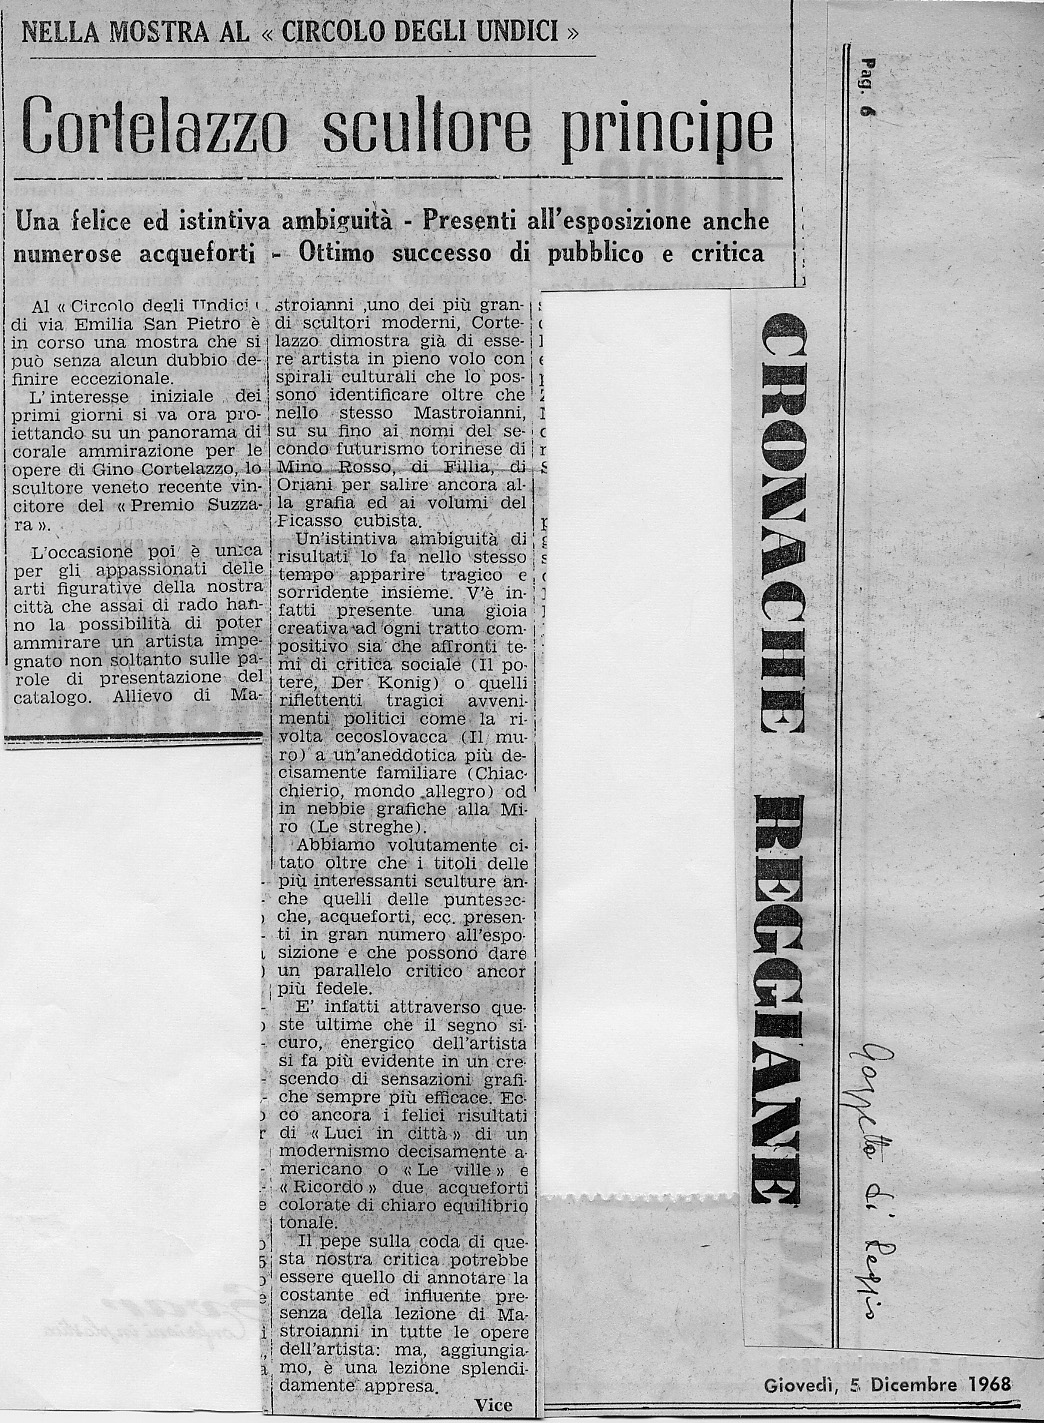 NELLA MOSTRA AL « CIRCOLO DEGLI UNDICI »
Cortelazzo scultore principe
Una felice ed istintiva ambiguità - Presenti all'esposizione anche
numerose acqueforti - Ottimo successo di pubblico e critica
Al « Circolo degli Undici
di via Emilia San Pietro è
in corso una mostra che si
può senza alcun dubbio de-
finire eccezionale.
L'interesse iniziale dei
primi giorni si va ora pro-
iettando su un panorama di
corale ammirazione per le
opere di Gino Cortelazzo, lo
scultore veneto recente vin-
citore del « Premio Suzza-
ra ».
L'occasione poi è unica
per gli appassionati delle
arti figurative della nostra
città che assai di rado han-
no la possibilità di poter
ammirare un artista impe-
gnato non soltanto sulle pa-
role di presentazione del
catalogo. Allievo di Ma-
stroianni ,uno dei più gran-
di scultori moderni, Corte-
lazzo dimostra già di esse-
re artista in pieno volo con
spirali culturali che lo pos-
sono identificare oltre che
nello stesso Mastroianni,
su su fino ai nomi del se-
condo futurismo torinese di
Mino Rosso, di Fillia, di
Oriani per salire ancora al-
la grafia ed ai volumi del
Picasso cubista.
Un'istintiva ambiguità di
risultati lo fa nello stesso
tempo apparire tragico e
sorridente insieme. V'è in-
fatti presente una gioia
creativa ad ogni tratto com-
positivo sia che affronti te-
mi di critica sociale (Il po-
tere, Der Konig) o quelli
riflettenti tragici avveni-
menti politici come la ri-
volta cecoslovacca (Il mu-
ro) a un'aneddotica più de-
cisamente familiare (Chiac-
chierio, mondo allegro) od
in nebbie grafiche alla Mi-
ro (Le streghe).
Abbiamo volutamente ci-
tato oltre che i titoli delle
più interessanti sculture an-
che quelli delle puntesec-
che, acqueforti, ecc. presen-
ti in gran numero all'espo-
sizione e che possono dare
un parallelo critico ancor
più fedele.
E' infatti attraverso que-
ste ultime che il segno si-
curo, energico dell'artista
si fa più evidente in un cre-
scendo di sensazioni grafi-
che sempre più efficace. Ec-
co ancora i felici risultati
di « Luci in città » di un
modernismo decisamente a-
mericano o « Le ville » e
« Ricordo » due acqueforti
colorate di chiaro equilibrio
tonale.
Il pepe sulla coda di que-
sta nostra critica potrebbe
essere quello di annotare la
costante ed influente pre-
senza della lezione di Ma-
stroianni in tutte le opere
dell'artista: ma, aggiungia-
mo, è una lezione splendi-
damente appresa.
Vice
CRONACHE REGGIANE
Pag. 6
Gazzetta di Reggio
Giovedì, 5 Dicembre 1968